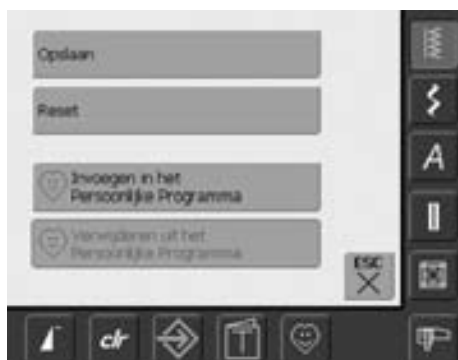 Opslaan
Reset
Invoegen in het
Persoonlijke Programma
Verwijderen uit het
Persoonlijke Programma
ESC
A
clr